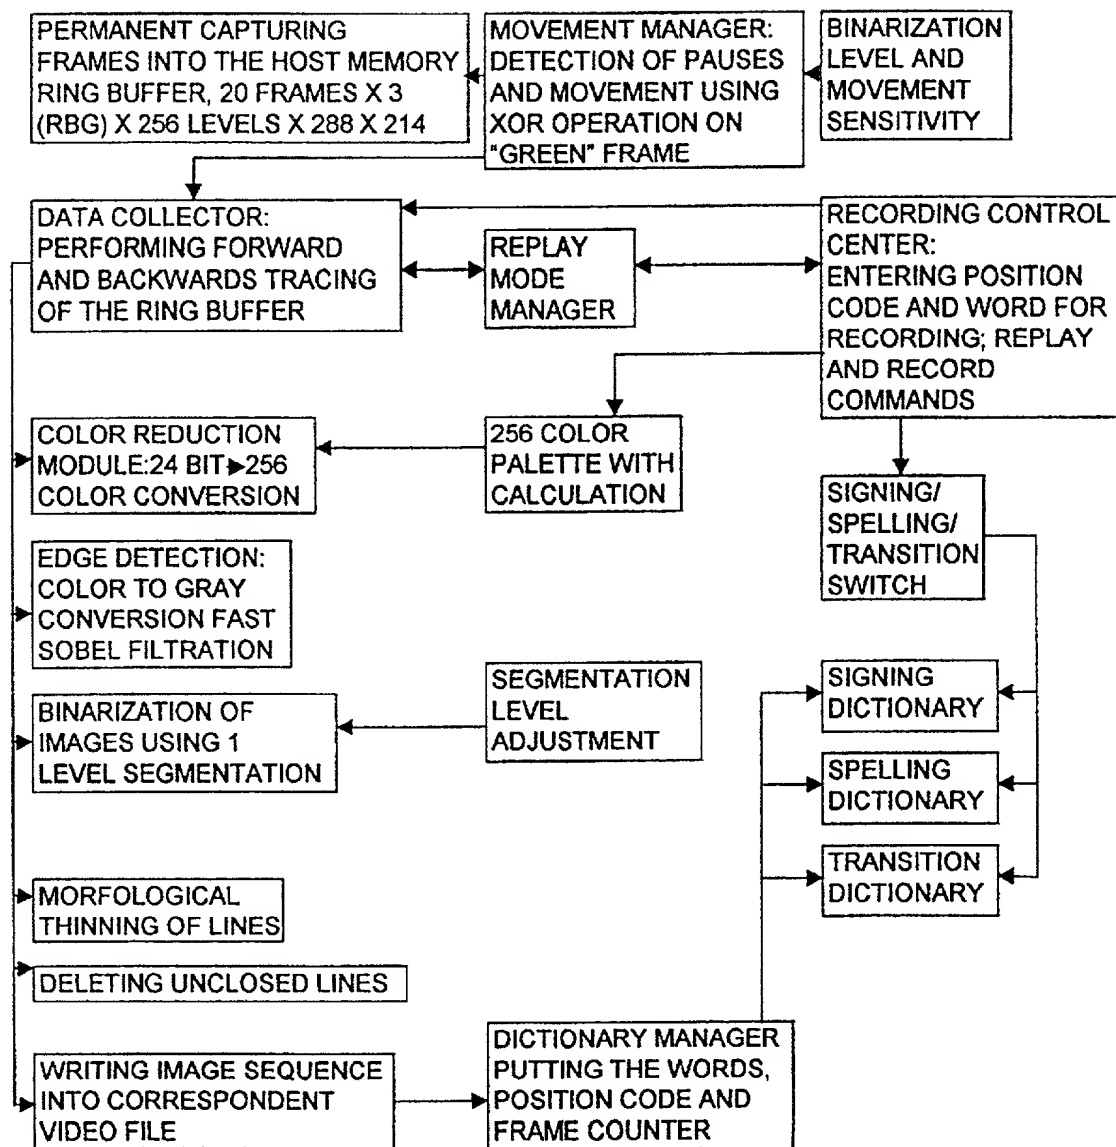 PERMANENT CAPTURING
FRAMES INTO THE HOST MEMORY
RING BUFFER, 20 FRAMES X 3
(RBG) X 256 LEVELS X 288 X 214
MOVEMENT MANAGER:
DETECTION OF PAUSES
AND MOVEMENT USING
XOR OPERATION ON
"GREEN" FRAME
BINARIZATION
LEVEL AND
MOVEMENT
SENSITIVITY
DATA COLLECTOR:
PERFORMING FORWARD
AND BACKWARDS TRACING
OF THE RING BUFFER
REPLAY
MODE
MANAGER
RECORDING CONTROL
CENTER:
ENTERING POSITION
CODE AND WORD FOR
RECORDING; REPLAY
AND RECORD
COMMANDS
COLOR REDUCTION
MODULE:24 BIT▶256
COLOR CONVERSION
256 COLOR
PALETTE WITH
CALCULATION
SIGNING/
SPELLING/
TRANSITION
SWITCH
EDGE DETECTION:
COLOR TO GRAY
CONVERSION FAST
SOBEL FILTRATION
BINARIZATION OF
IMAGES USING 1
LEVEL SEGMENTATION
SEGMENTATION
LEVEL
ADJUSTMENT
SIGNING
DICTIONARY
SPELLING
DICTIONARY
TRANSITION
DICTIONARY
MORFOLOGICAL
THINNING OF LINES
DELETING UNCLOSED LINES
WRITING IMAGE SEQUENCE
INTO CORRESPONDENT
VIDEO FILE
DICTIONARY MANAGER
PUTTING THE WORDS,
POSITION CODE AND
FRAME COUNTER